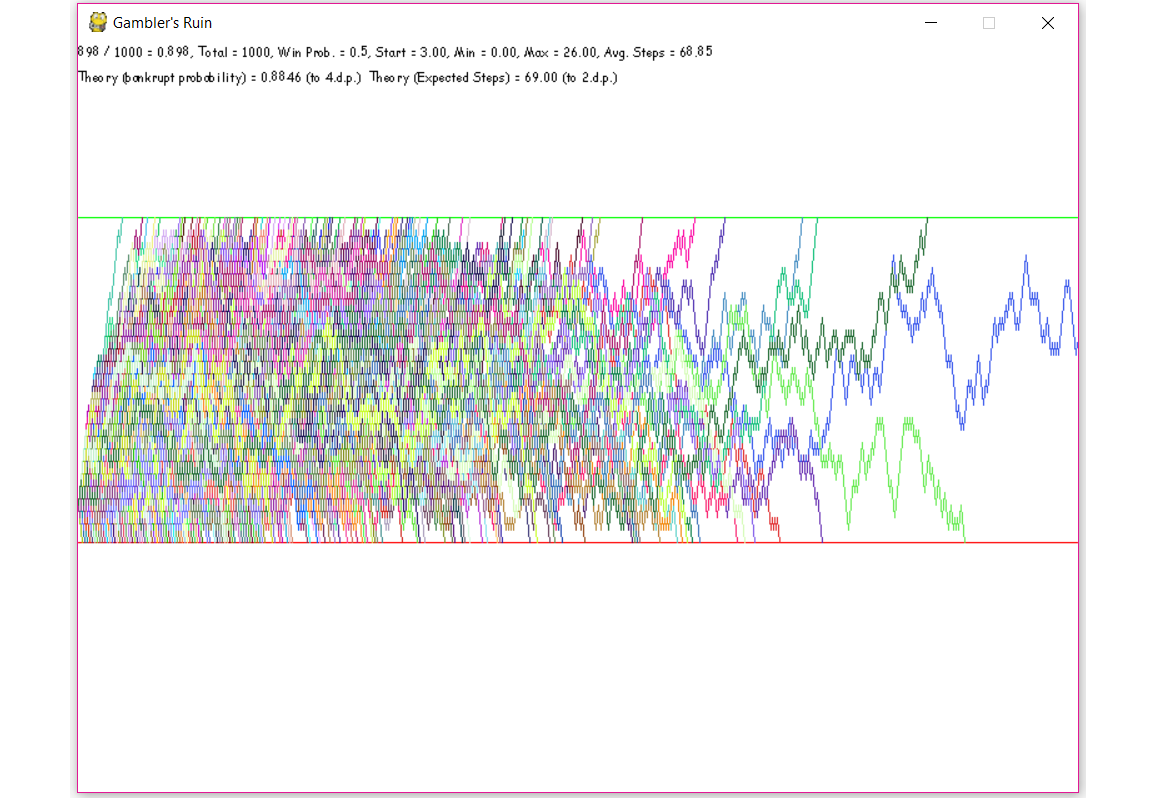 Gambler's Ruin
898 / 1000 = 0.898, Total = 1000, Win Prob. = 0.5, Start = 3.00, Min = 0.00, Max = 26.00, Avg. Steps = 68.85
Theory (bankrupt probability) = 0.8846 (to 4.d.p.)  Theory (Expected Steps) = 69.00 (to 2.d.p.)